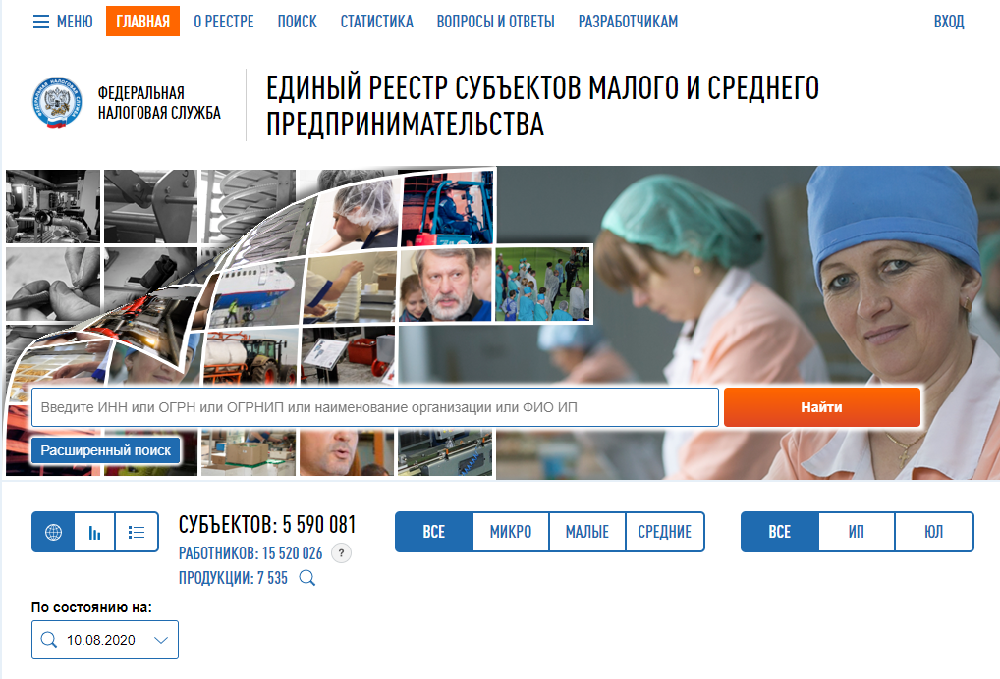 МЕНЮ ГЛАВНАЯ О РЕЕСТРЕ ПОИСК СТАТИСТИКА ВОПРОСЫ И ОТВЕТЫ РАЗРАБОТЧИКАМ ВХОД
ФЕДЕРАЛЬНАЯ
НАЛОГОВАЯ СЛУЖБА
ЕДИНЫЙ РЕЕСТР СУБЪЕКТОВ МАЛОГО И СРЕДНЕГО
ПРЕДПРИНИМАТЕЛЬСТВА
Введите ИНН или ОГРН или ОГРНИП или наименование организации или ФИО ИП
Найти
Расширенный поиск
СУБЪЕКТОВ: 5 590 081
РАБОТНИКОВ: 15 520 026 ?
ПРОДУКЦИИ: 7 535
ВСЕ МИКРО МАЛЫЕ СРЕДНИЕ
ВСЕ ИП ЮЛ
По состоянию на:
10.08.2020